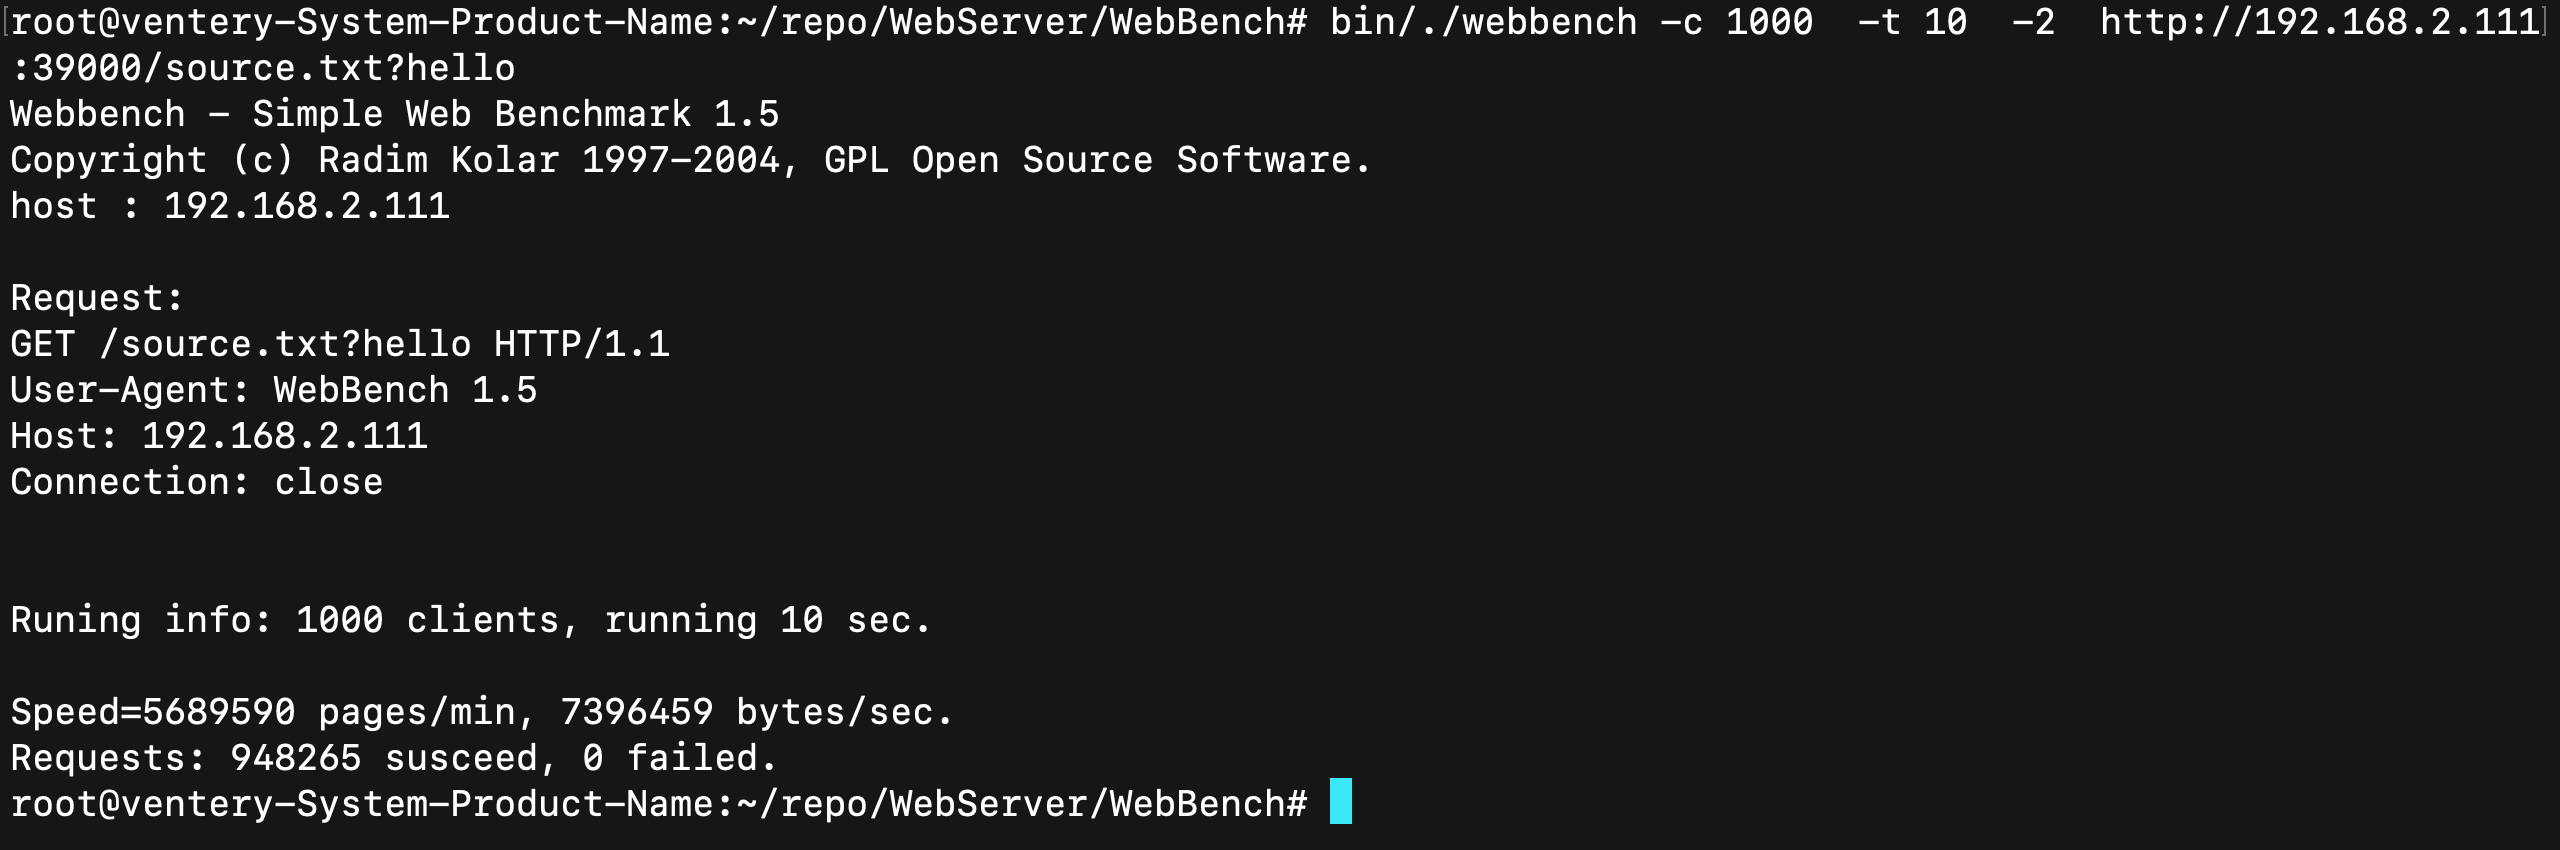 [root@ventery-System-Product-Name:~/repo/WebServer/WebBench# bin/./webbench -c 1000  -t 10  -2  http://192.168.2.111]
:39000/source.txt?hello
Webbench - Simple Web Benchmark 1.5
Copyright (c) Radim Kolar 1997-2004, GPL Open Source Software.
host : 192.168.2.111
Request:
GET /source.txt?hello HTTP/1.1
User-Agent: WebBench 1.5
Host: 192.168.2.111
Connection: close
Runing info: 1000 clients, running 10 sec.
Speed=5689590 pages/min, 7396459 bytes/sec.
Requests: 948265 susceed, 0 failed.
root@ventery-System-Product-Name:~/repo/WebServer/WebBench#